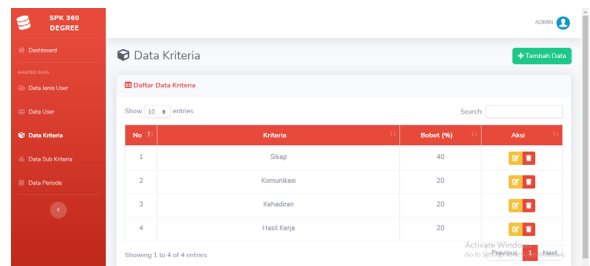 SPK 360
DEGREE
ADMIN
Dashboard
MASTER DATA
Data Jenis User
Data User
Data Kriteria
Data Sub Kriteria
Data Periode
Data Kriteria
+ Tambah Data
Daftar Data Kriteria
Show 10 entries
Search:
No Kriteria Bobot (%) Aksi
1 Sikap 40
2 Komunikasi 20
3 Kehadiran 20
4 Hasil Kerja 20
Showing 1 to 4 of 4 entries
Previous 1 Next
Activate Windows
Go to